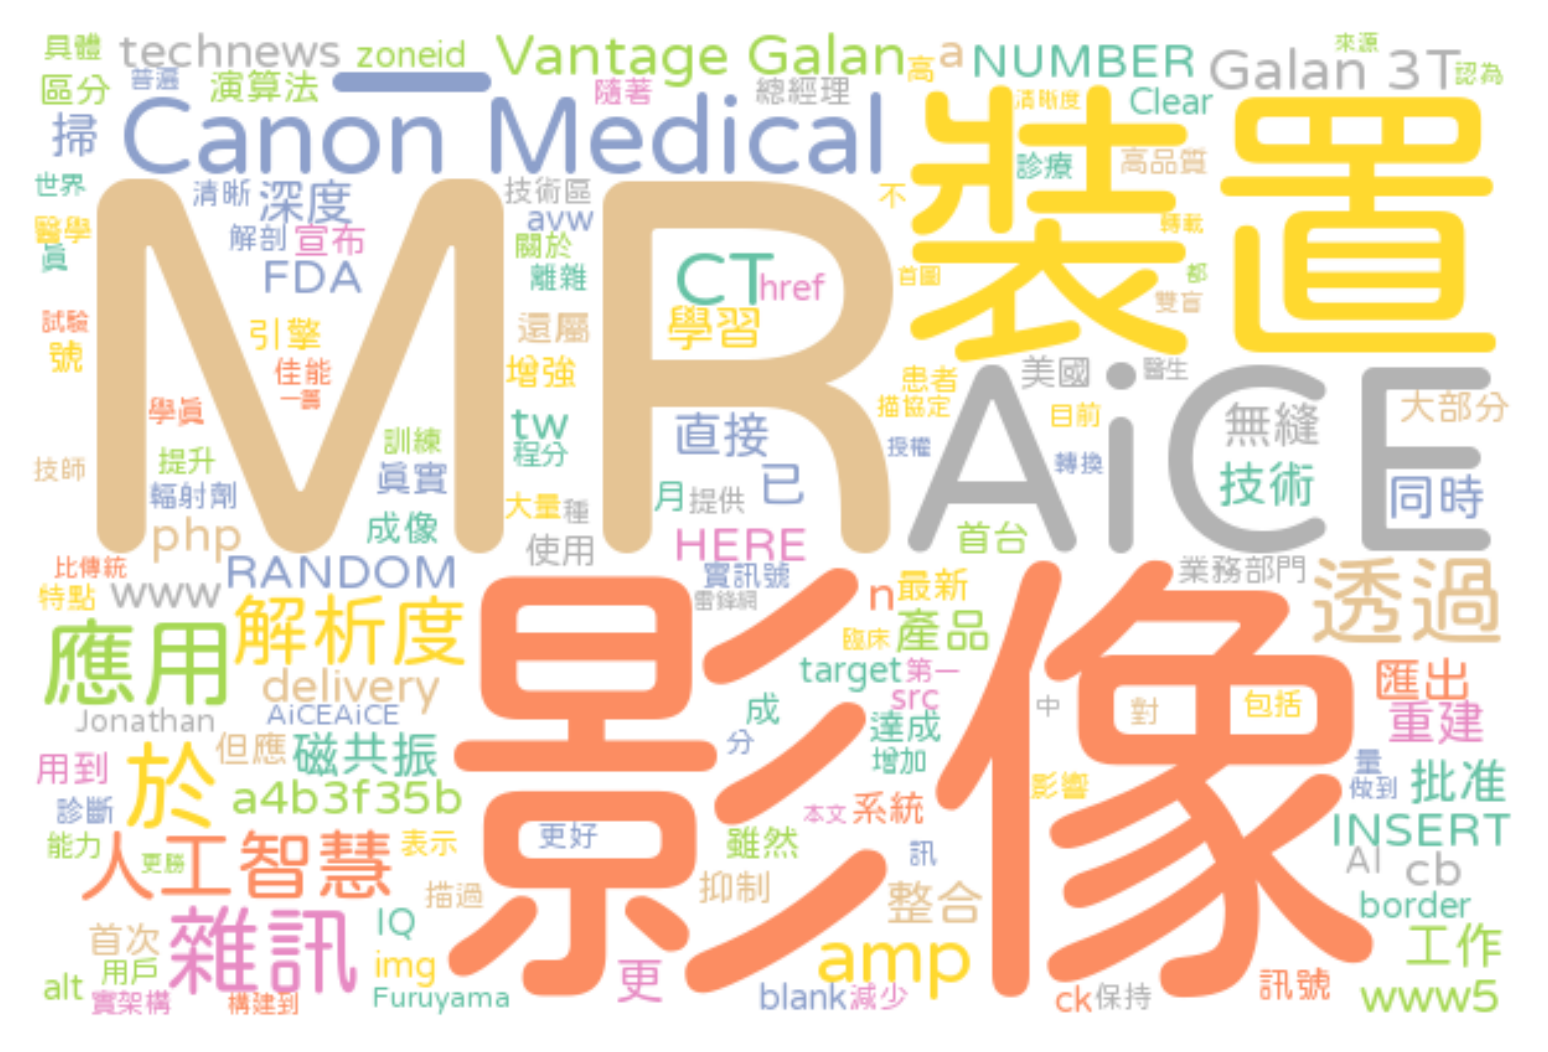 具體 technews zoneid Vantage Galan 高 a NUMBER Galan 3T 來源 認為
區分 普遍 演算法 隨著 總經理 清晰度 Clear
掃 Canon Medical 裝置 診療 高品質
世界 清晰 深度 技術區 不
醫學 解剖 宣布 avw 轉載
眞 FDA 關於 離雜 CT href 首圖 都 雙盲
MR
試驗 引擎 還屬 學習
號 佳能 增強 患者 美國 醫生
一篇 描協定 目前 AiCE 大部分
學眞 訓練 tw 直接 授權 轉換 無縫
技師 提升 眞實 程分 已 技術
輻射劑 大量 種 月 提供 同時
php 成像 使用 HERE 首台
比傳統 RANDOM 實訊號 業務部門
特點 www 雷鋒網 n 最新 透過
應用 解析度 影像 臨床 產品
delivery target 第一 匯出
Jonathan AiCEAiCE 成 src 中 對 包括 重建
用到 於 但應 磁共振 分 達成 增加 量
診斷 a4b3f35b 影響 做到 批准
能力 人工智慧 更勝 表示 更好 雖然 本文 系統 訊 INSERT
AI cb
描過 抑制 整合 border
首次 雜訊 IQ amp 工作
alt 用戶 img 更 訊號
實架構 構建到 Furuyama blank 減少 ck 保持 www5